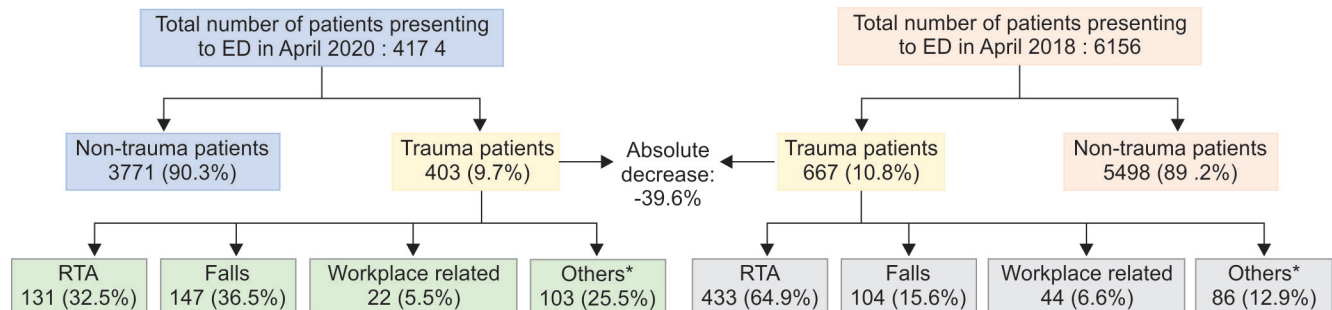 Total number of patients presenting
to ED in April 2020 : 417 4
Total number of patients presenting
to ED in April 2018 : 6156
Non-trauma patients
3771 (90.3%)
Trauma patients
403 (9.7%)
Absolute
decrease:
-39.6%
Trauma patients
667 (10.8%)
Non-trauma patients
5498 (89 .2%)
RTA
131 (32.5%)
Falls
147 (36.5%)
Workplace related
22 (5.5%)
Others*
103 (25.5%)
RTA
433 (64.9%)
Falls
104 (15.6%)
Workplace related
44 (6.6%)
Others*
86 (12.9%)